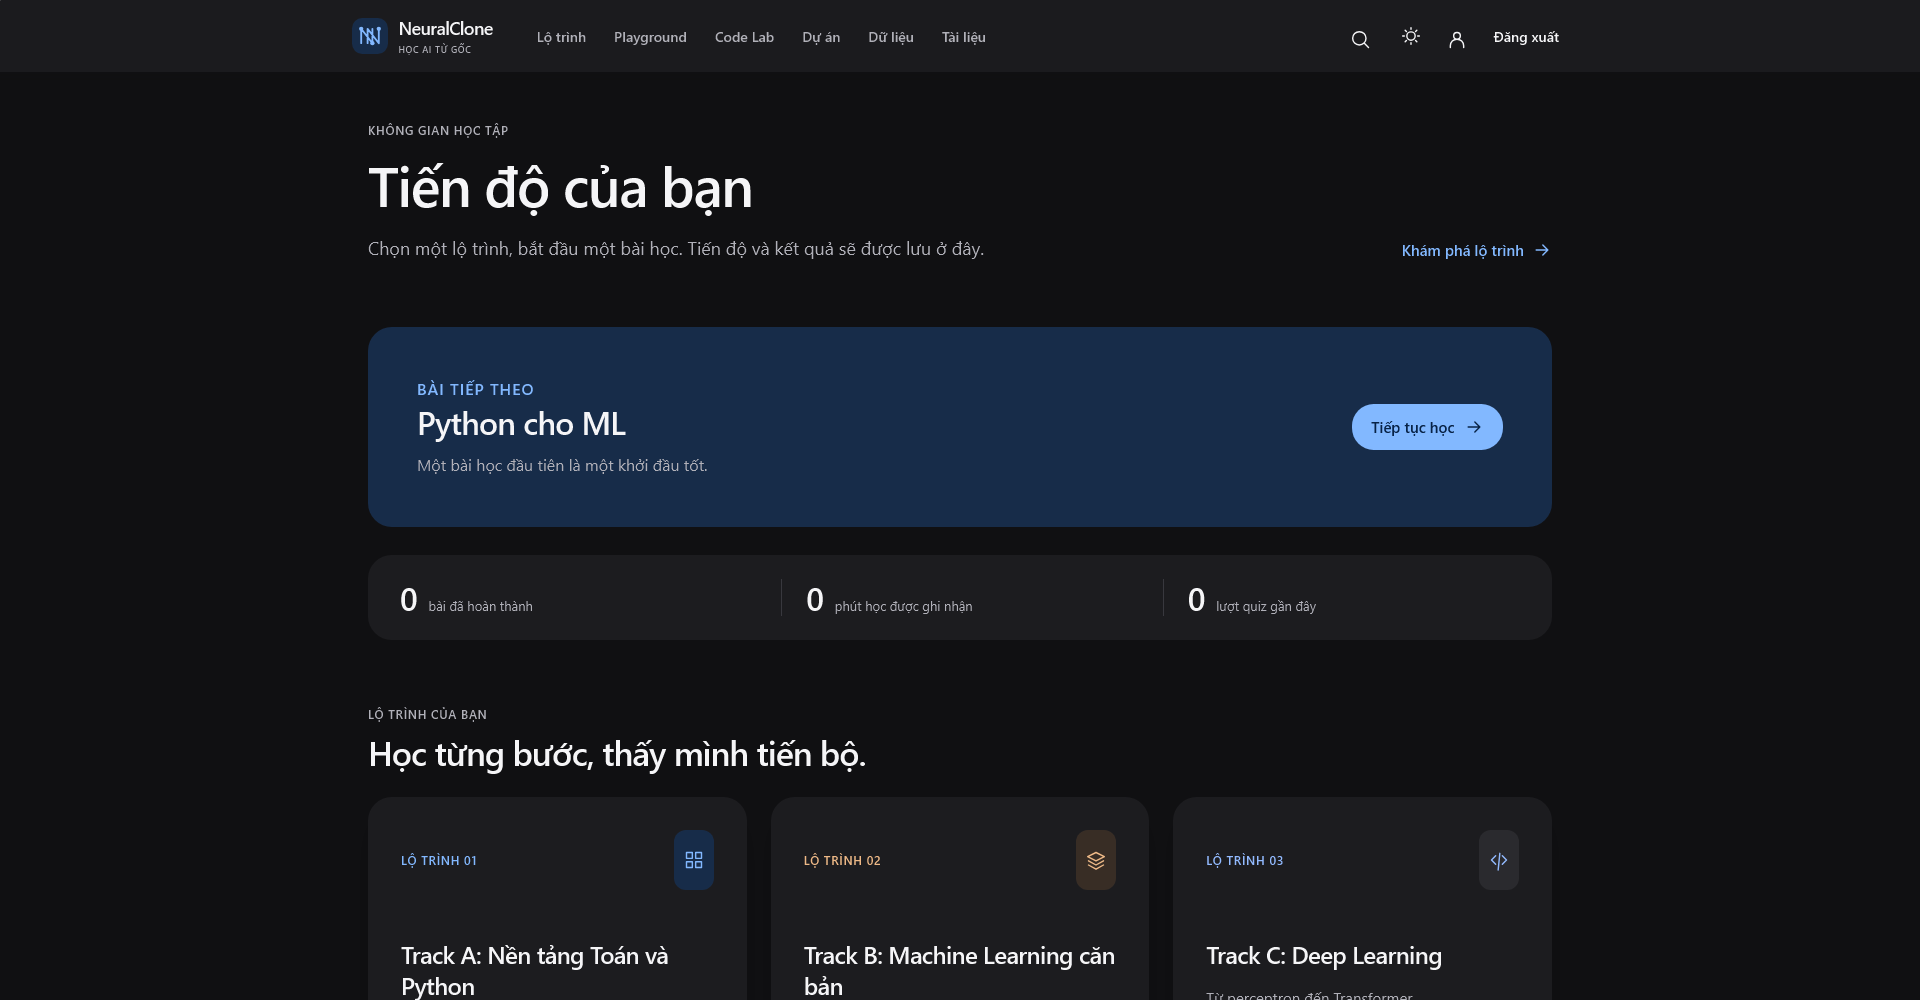 NeuralClone
HỌC AI TỪ GỐC
Lộ trình
Playground
Code Lab
Dự án
Dữ liệu
Tài liệu
Đăng xuất
KHÔNG GIAN HỌC TẬP
Tiến độ của bạn
Chọn một lộ trình, bắt đầu một bài học. Tiến độ và kết quả sẽ được lưu ở đây.
Khám phá lộ trình
BÀI TIẾP THEO
Python cho ML
Một bài học đầu tiên là một khởi đầu tốt.
Tiếp tục học
0 bài đã hoàn thành
0 phút học được ghi nhận
0 lượt quiz gần đây
LỘ TRÌNH CỦA BẠN
Học từng bước, thấy mình tiến bộ.
LỘ TRÌNH 01
Track A: Nền tảng Toán và
Python
LỘ TRÌNH 02
Track B: Machine Learning căn
bản
LỘ TRÌNH 03
Track C: Deep Learning
Từ perceptron đến Transformer